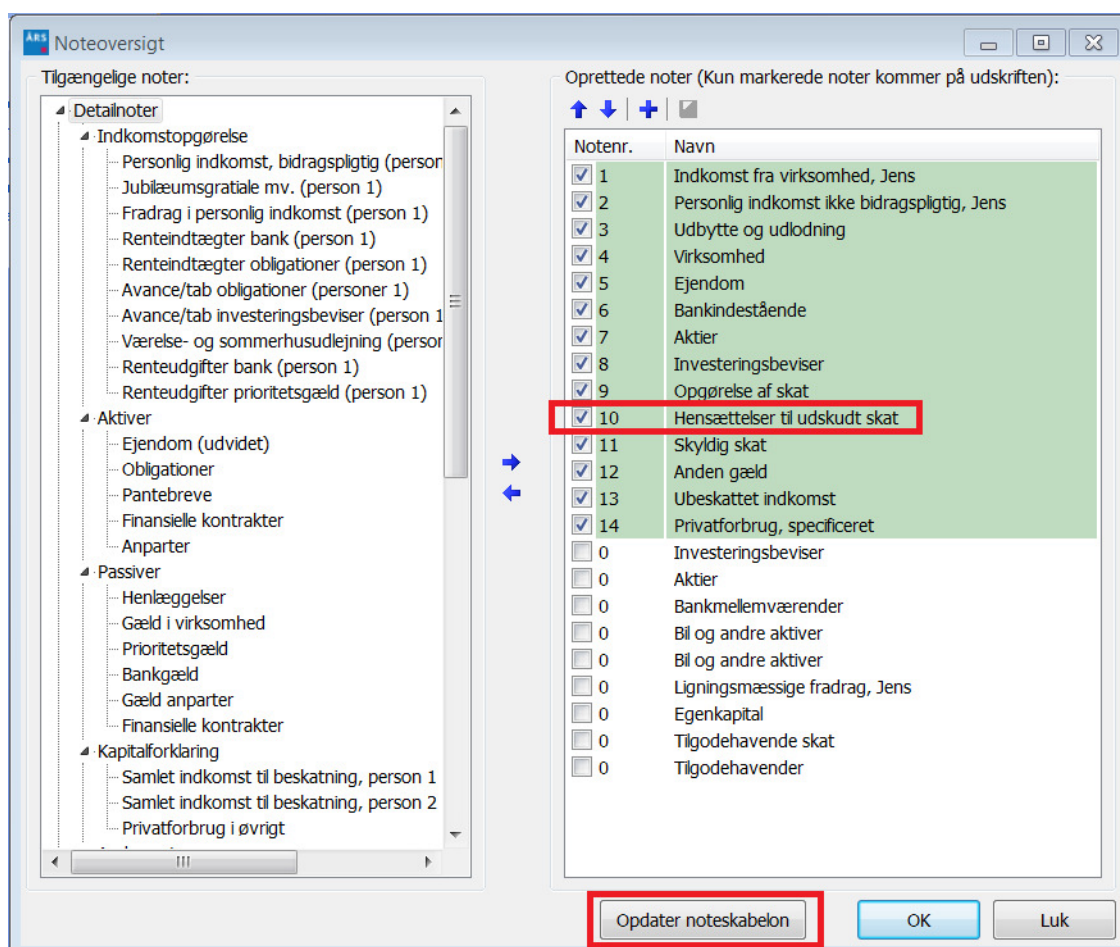 ÅRS Noteoversigt
Tilgængelige noter:
Detailnoter
Indkomstopgørelse
Personlig indkomst, bidragspligtig (person
Jubilæumsgratiale mv. (person 1)
Fradrag i personlig indkomst (person 1)
Renteindtægter bank (person 1)
Renteindtægter obligationer (person 1)
Avance/tab obligationer (personer 1)
Avance/tab investeringsbeviser (person 1
Værelse- og sommerhusudlejning (person
Renteudgifter bank (person 1)
Renteudgifter prioritetsgæld (person 1)
Aktiver
Ejendom (udvidet)
Obligationer
Pantebreve
Finansielle kontrakter
Anparter
Passiver
Henlæggelser
Gæld i virksomhed
Prioritetsgæld
Bankgæld
Gæld anparter
Finansielle kontrakter
Kapitalforklaring
Samlet indkomst til beskatning, person 1
Samlet indkomst til beskatning, person 2
Privatforbrug i øvrigt
Oprettede noter (Kun markerede noter kommer på udskriften):
Notenr. Navn
1 Indkomst fra virksomhed, Jens
2 Personlig indkomst ikke bidragspligtig, Jens
3 Udbytte og udlodning
4 Virksomhed
5 Ejendom
6 Bankindestående
7 Aktier
8 Investeringsbeviser
9 Opgørelse af skat
10 Hensættelser til udskudt skat
11 Skyldig skat
12 Anden gæld
13 Ubeskattet indkomst
14 Privatforbrug, specificeret
0 Investeringsbeviser
0 Aktier
0 Bankmellemværender
0 Bil og andre aktiver
0 Bil og andre aktiver
0 Ligningsmæssige fradrag, Jens
0 Egenkapital
0 Tilgodehavende skat
0 Tilgodehavender
Opdater noteskabelon OK Luk